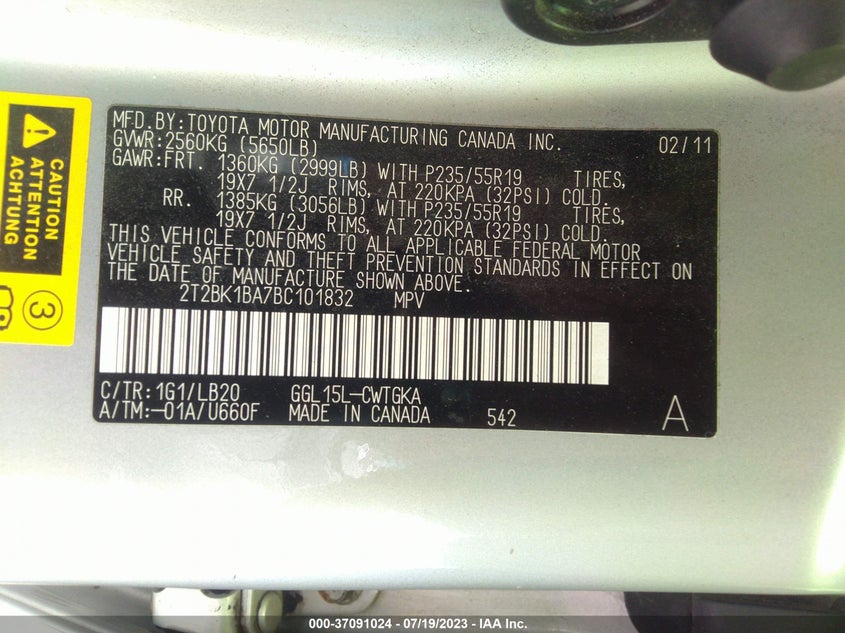 MFD.BY:TOYOTA MOTOR MANUFACTURING CANADA INC. 02/11
GVWR:2560KG (5650LB)
GAWR:FRT. 1360KG (2999LB) WITH P235/55R19 TIRES,
19X7 1/2J RIMS, AT 220KPA (32PSI) COLD.
RR. 1385KG (3056LB) WITH P235/55R19 TIRES,
19X7 1/2J RIMS, AT 220KPA (32PSI) COLD.
THIS VEHICLE CONFORMS TO ALL APPLICABLE FEDERAL MOTOR
VEHICLE SAFETY AND THEFT PREVENTION STANDARDS IN EFFECT ON
THE DATE OF MANUFACTURE SHOWN ABOVE.
2T2BK1BA7BC101832 MPV
C/TR:1G1/LB20 GGL15L-CWTGKA
A/TM:-01A/U660F MADE IN CANADA 542 A
ACHTUNG
3
000-37091024 - 07/19/2023 - IAA Inc.